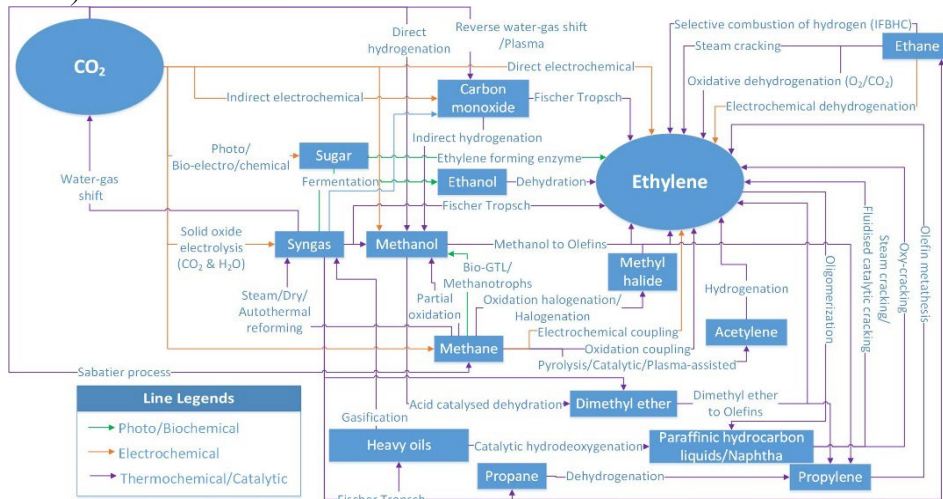 Selective combustion of hydrogen (IFBHC)
Ethane
Steam cracking
Oxidative dehydrogenation (O₂/CO₂)
Electrochemical dehydrogenation
Direct
hydrogenation
Reverse water-gas shift
/Plasma
CO₂
Direct electrochemical
Indirect electrochemical
Carbon
monoxide
Fischer Tropsch
Indirect hydrogenation
Photo/
Bio-electro/chemical
Sugar
Ethylene forming enzyme
Fermentation
Ethanol
Dehydration
Ethylene
Water-gas
shift
Fischer Tropsch
Solid oxide
electrolysis
(CO₂ & H₂O)
Syngas
Methanol
Methanol to Olefins
Bio-GTL/
Methanotrophs
Methyl
halide
Steam/Dry/
Autothermal
reforming
Partial
oxidation
Oxidation halogenation/
Halogenation
Hydrogenation
Electrochemical coupling
Methane
Oxidation coupling
Acetylene
Pyrolysis/Catalytic/Plasma-assisted
Sabatier process
Oligomerization
Fluidised catalytic cracking
Steam cracking/
Oxy-cracking
Olefin metathesis
Line Legends
Photo/Biochemical
Electrochemical
Thermochemical/Catalytic
Gasification
Acid catalysed dehydration
Dimethyl ether
Dimethyl ether
to Olefins
Heavy oils
Catalytic hydrodeoxygenation
Paraffinic hydrocarbon
liquids/Naphtha
Propane
Dehydrogenation
Propylene
Fischer Tropsch